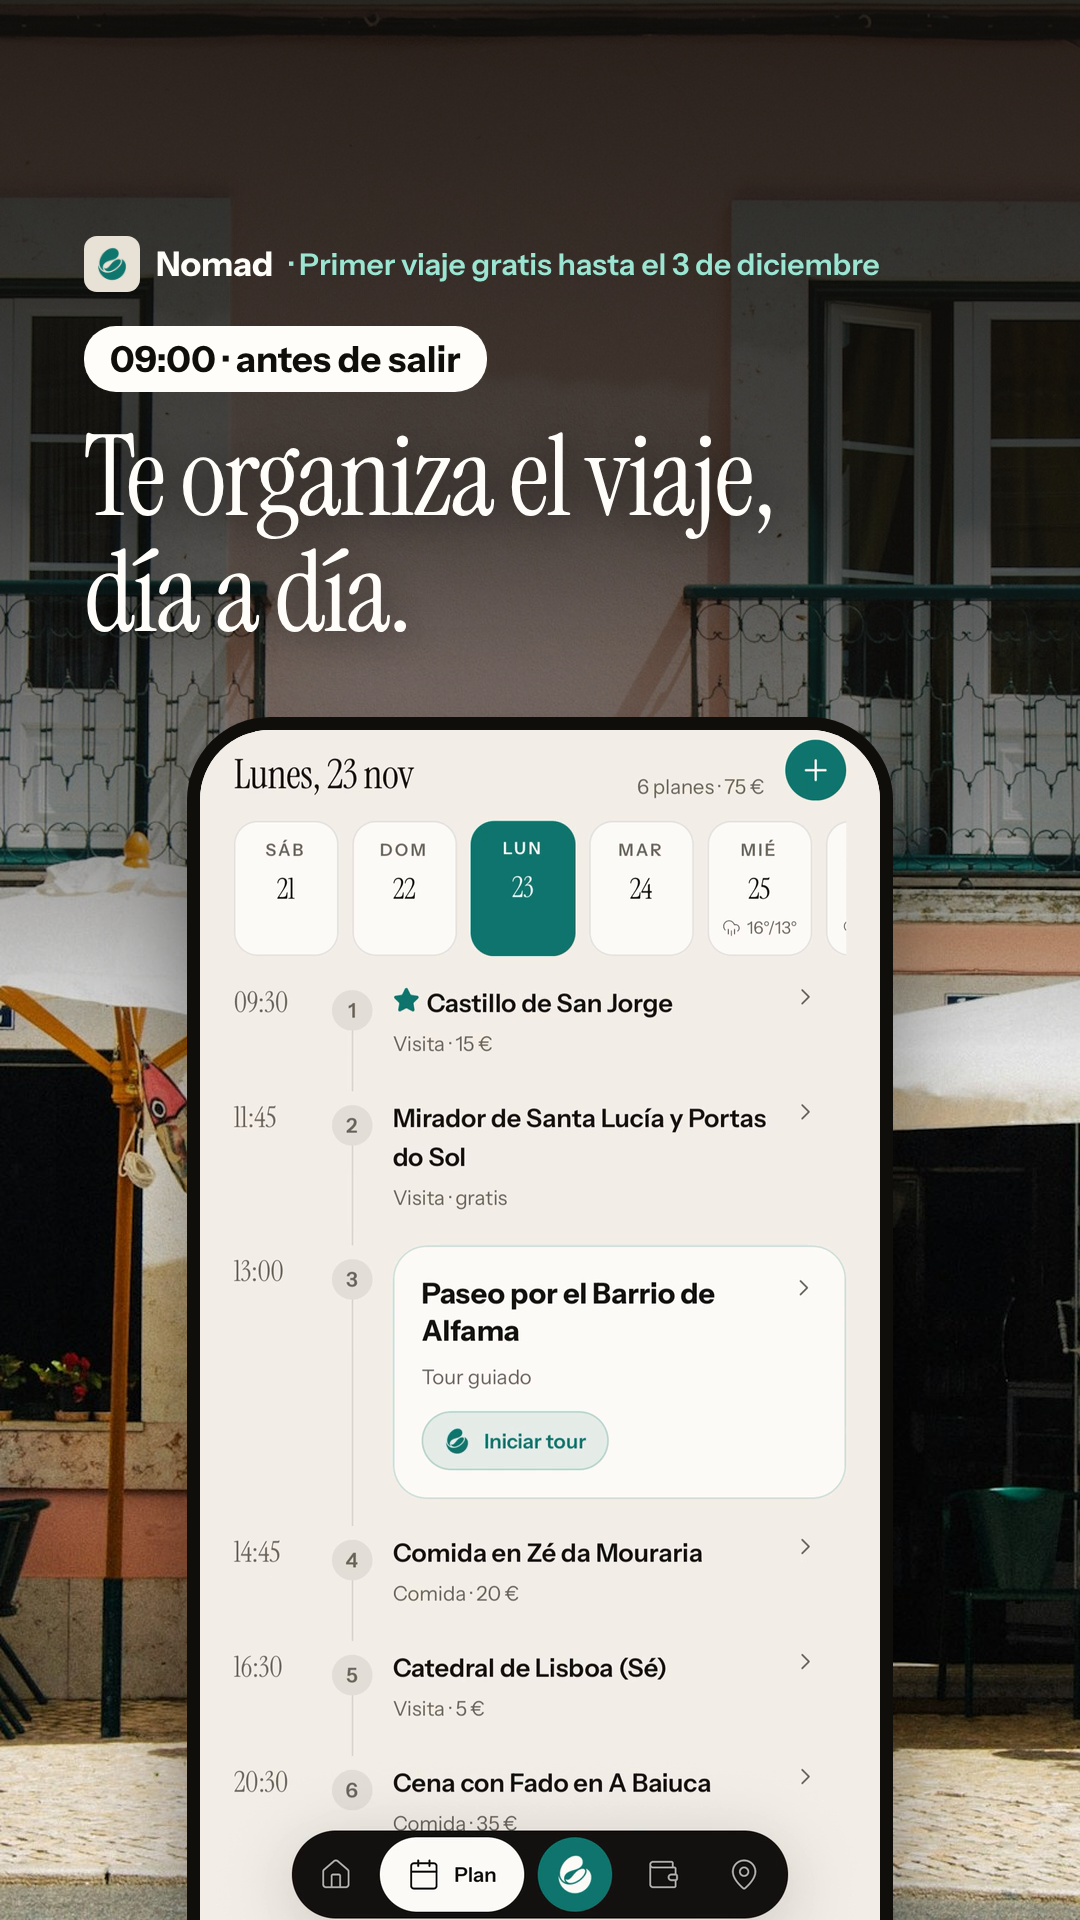 Nomad · Primer viaje gratis hasta el 3 de diciembre
09:00 · antes de salir
Te organiza el viaje,
día a día.
Lunes, 23 nov
6 planes · 75 €
SÁB DOM LUN MAR MIÉ
21 22 23 24 25
16°/13°
09:30 1 Castillo de San Jorge
Visita · 15 €
11:45 2 Mirador de Santa Lucía y Portas
do Sol
Visita · gratis
13:00 3 Paseo por el Barrio de
Alfama
Tour guiado
Iniciar tour
14:45 4 Comida en Zé da Mouraria
Comida · 20 €
16:30 5 Catedral de Lisboa (Sé)
Visita · 5 €
20:30 6 Cena con Fado en A Baiuca
Comida · 35 €
Plan